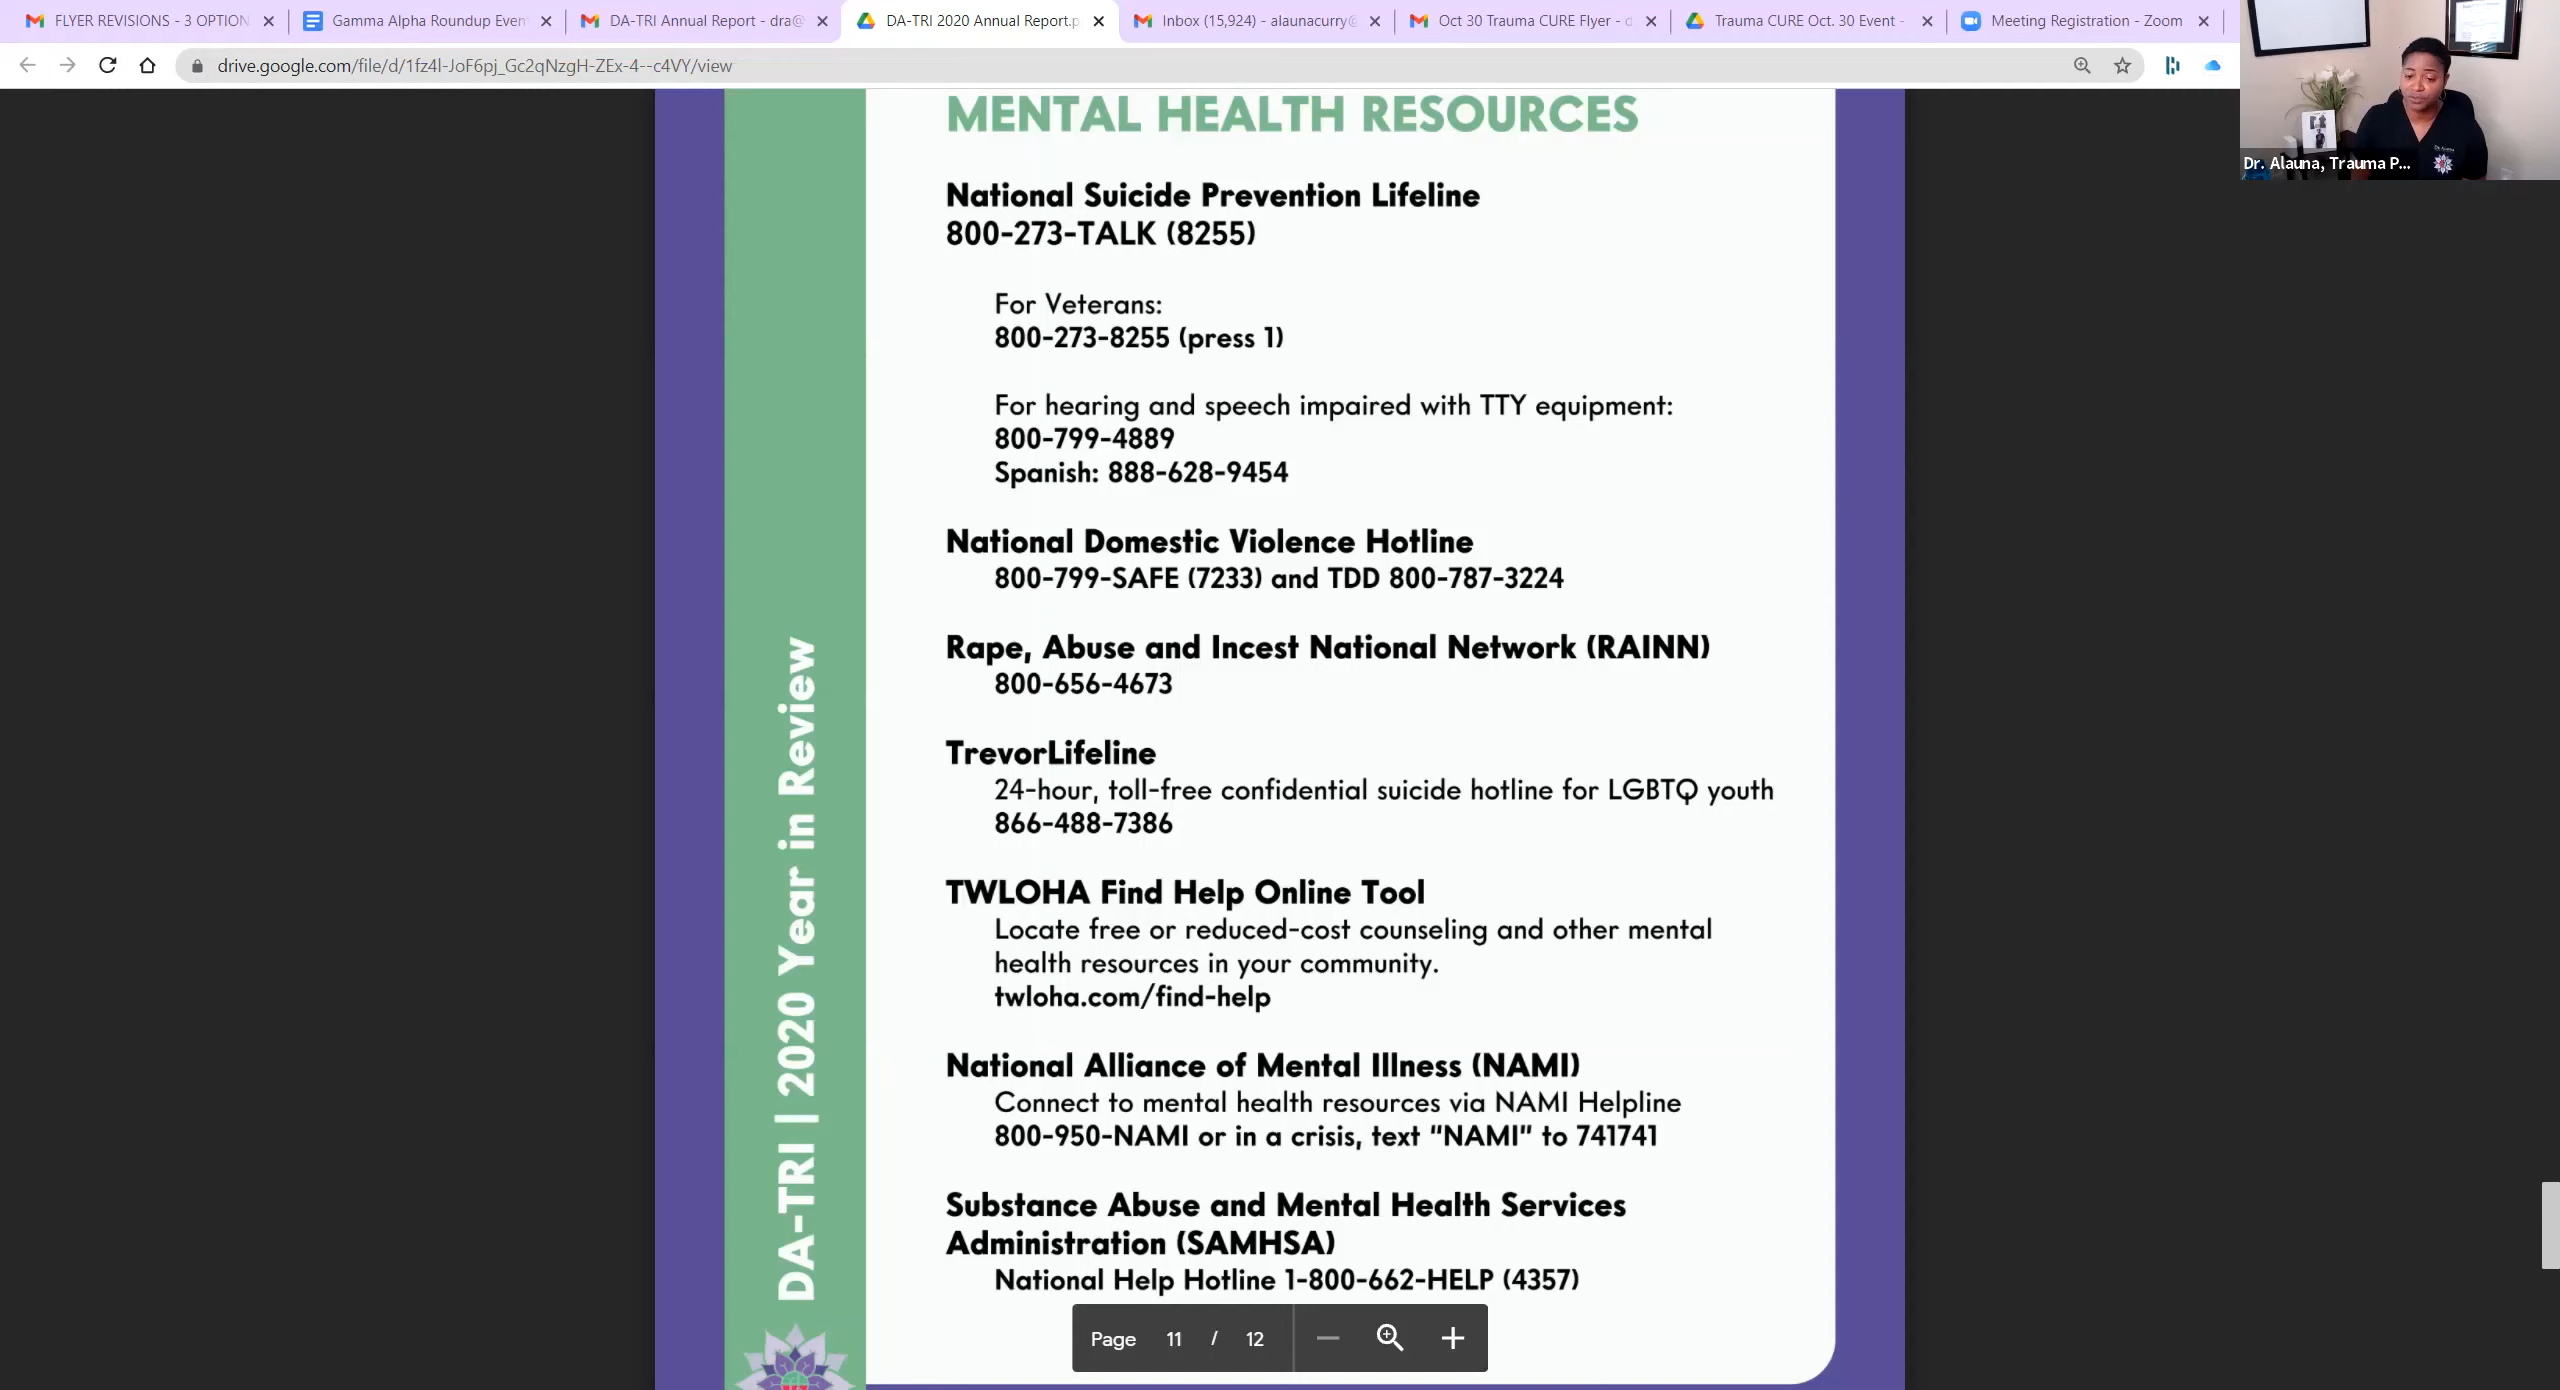 FLYER REVISIONS - 3 OPTION
Gamma Alpha Roundup Even
DA-TRI Annual Report - dra@
DA-TRI 2020 Annual Report.p
Inbox (15,924) - alaunacurry@
Oct 30 Trauma CURE Flyer - d
Trauma CURE Oct. 30 Event -
Meeting Registration - Zoom
drive.google.com/file/d/1fz4l-JoF6pj_Gc2qNzgH-ZEx-4--c4VY/view
Dr. Alauna, Trauma P...
MENTAL HEALTH RESOURCES
National Suicide Prevention Lifeline
800-273-TALK (8255)
For Veterans:
800-273-8255 (press 1)
For hearing and speech impaired with TTY equipment:
800-799-4889
Spanish: 888-628-9454
National Domestic Violence Hotline
800-799-SAFE (7233) and TDD 800-787-3224
Rape, Abuse and Incest National Network (RAINN)
800-656-4673
TrevorLifeline
24-hour, toll-free confidential suicide hotline for LGBTQ youth
866-488-7386
TWLOHA Find Help Online Tool
Locate free or reduced-cost counseling and other mental
health resources in your community.
twloha.com/find-help
National Alliance of Mental Illness (NAMI)
Connect to mental health resources via NAMI Helpline
800-950-NAMI or in a crisis, text “NAMI” to 741741
Substance Abuse and Mental Health Services
Administration (SAMHSA)
National Help Hotline 1-800-662-HELP (4357)
DA-TRI | 2020 Year in Review
Page 11 / 12